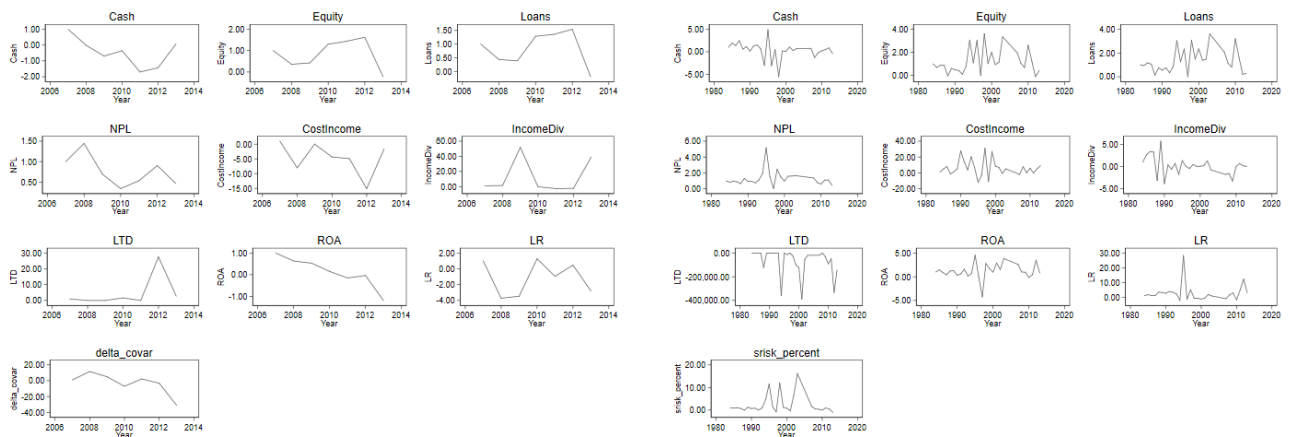 Cash
1.00
0.00
-1.00
-2.00
Cash
2006 2008 2010 2012 2014
Year
Equity
2.00
1.00
0.00
Equity
2006 2008 2010 2012 2014
Year
Loans
1.50
1.00
0.50
0.00
Loans
2006 2008 2010 2012 2014
Year
NPL
1.50
1.00
0.50
NPL
2006 2008 2010 2012 2014
Year
CostIncome
0.00
-5.00
-10.00
-15.00
CostIncome
2006 2008 2010 2012 2014
Year
IncomeDiv
60.00
40.00
20.00
0.00
IncomeDiv
2006 2008 2010 2012 2014
Year
LTD
30.00
20.00
10.00
0.00
LTD
2006 2008 2010 2012 2014
Year
ROA
1.00
0.00
-1.00
ROA
2006 2008 2010 2012 2014
Year
LR
2.00
0.00
-2.00
-4.00
LR
2006 2008 2010 2012 2014
Year
delta_covar
20.00
0.00
-20.00
-40.00
delta_covar
2006 2008 2010 2012 2014
Year
Cash
5.00
0.00
-5.00
Cash
1980 1990 2000 2010 2020
Year
Equity
4.00
2.00
0.00
Equity
1980 1990 2000 2010 2020
Year
Loans
4.00
2.00
0.00
Loans
1980 1990 2000 2010 2020
Year
NPL
6.00
4.00
2.00
0.00
NPL
1980 1990 2000 2010 2020
Year
CostIncome
40.00
20.00
0.00
-20.00
CostIncome
1980 1990 2000 2010 2020
Year
IncomeDiv
5.00
0.00
-5.00
IncomeDiv
1980 1990 2000 2010 2020
Year
LTD
0.00
-200,000.00
-400,000.00
LTD
1980 1990 2000 2010 2020
Year
ROA
5.00
0.00
-5.00
ROA
1980 1990 2000 2010 2020
Year
LR
30.00
20.00
10.00
0.00
LR
1980 1990 2000 2010 2020
Year
srisk_percent
20.00
10.00
0.00
srisk_percent
1980 1990 2000 2010 2020
Year